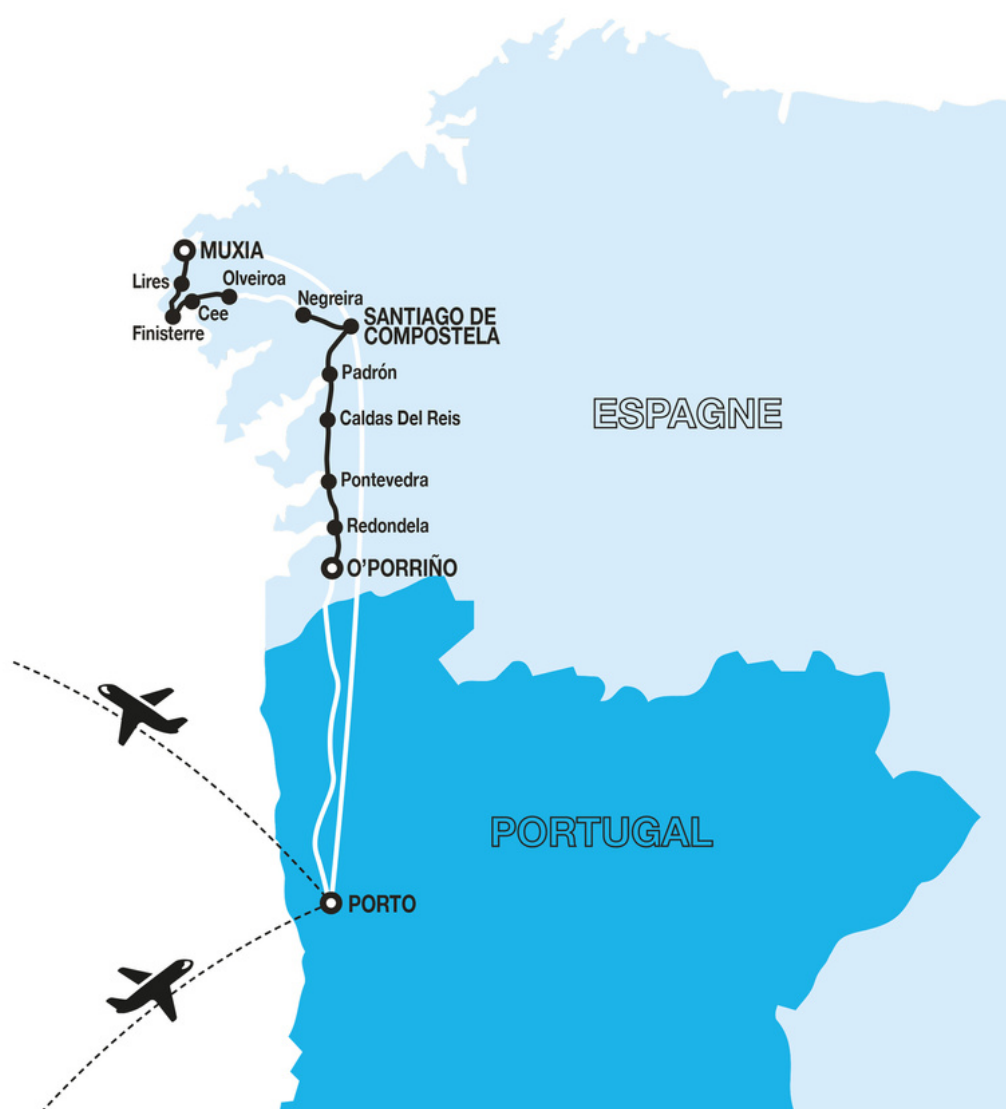 MUXIA
Lires
Olveiroa
Cee
Negreira
Finisterre
SANTIAGO DE
COMPOSTELA
Padrón
Caldas Del Reis
ESPAGNE
Pontevedra
Redondela
O'PORRIÑO
PORTUGAL
PORTO